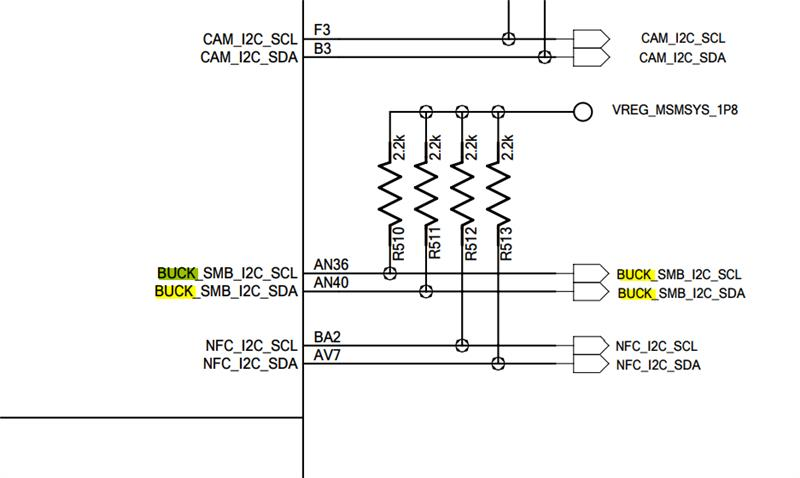 CAM_I2C_SCL F3 CAM_I2C_SCL
CAM_I2C_SDA B3 CAM_I2C_SDA
VREG_MSMSYS_1P8
2.2k 2.2k 2.2k 2.2k
R510 R511 R512 R513
BUCK_SMB_I2C_SCL AN36 BUCK_SMB_I2C_SCL
BUCK_SMB_I2C_SDA AN40 BUCK_SMB_I2C_SDA
NFC_I2C_SCL BA2 NFC_I2C_SCL
NFC_I2C_SDA AV7 NFC_I2C_SDA